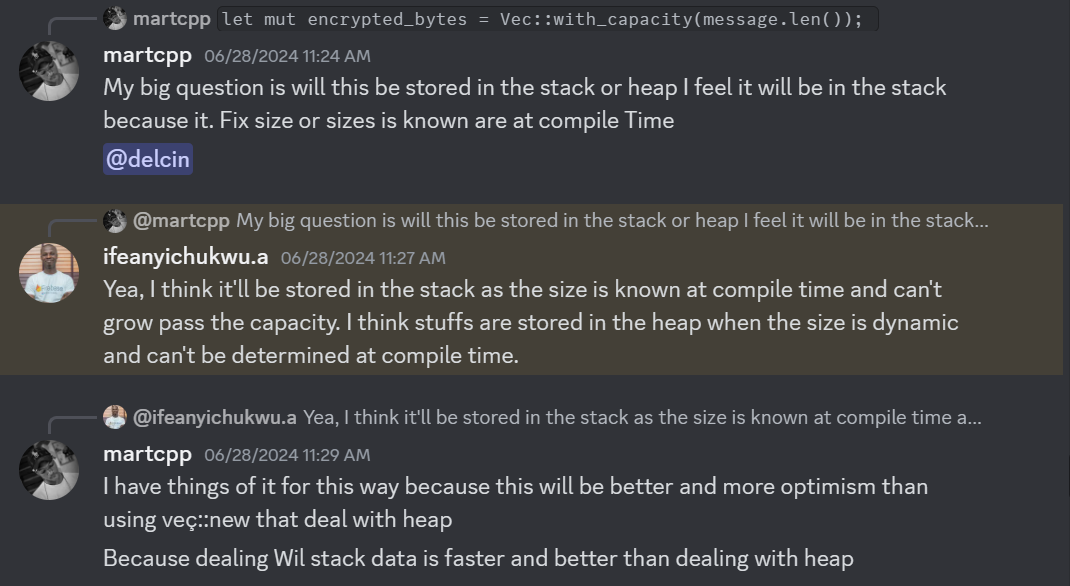 martcpp let mut encrypted_bytes = Vec::with_capacity(message.len());
martcpp 06/28/2024 11:24 AM
My big question is will this be stored in the stack or heap I feel it will be in the stack
because it. Fix size or sizes is known are at compile Time
@delcin
@martcpp My big question is will this be stored in the stack or heap I feel it will be in the stack...
ifeanyichukwu.a 06/28/2024 11:27 AM
Yea, I think it'll be stored in the stack as the size is known at compile time and can't
grow pass the capacity. I think stuffs are stored in the heap when the size is dynamic
and can't be determined at compile time.
@ifeanyichukwu.a Yea, I think it'll be stored in the stack as the size is known at compile time a...
martcpp 06/28/2024 11:29 AM
I have things of it for this way because this will be better and more optimism than
using veç::new that deal with heap
Because dealing Wil stack data is faster and better than dealing with heap